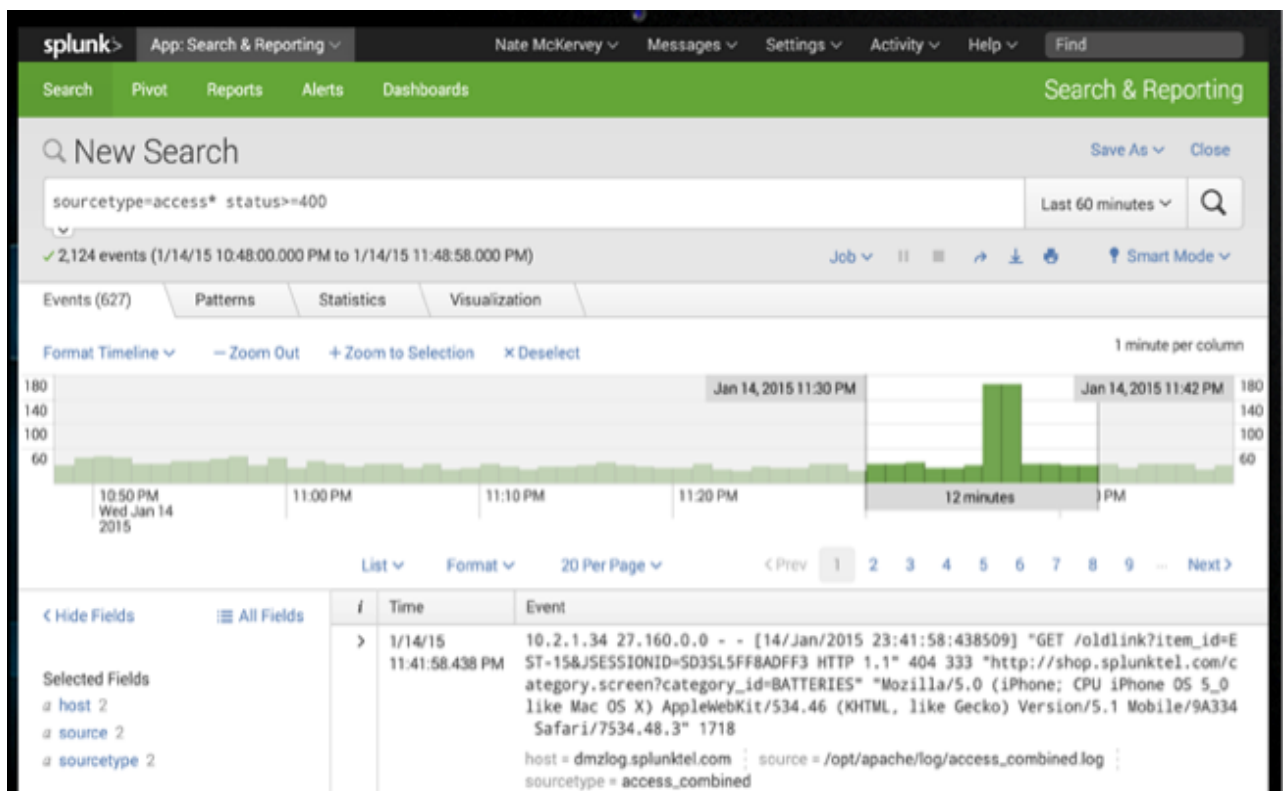 splunk> App: Search & Reporting Nate McKervey Messages Settings Activity Help Find
Search Pivot Reports Alerts Dashboards Search & Reporting
New Search Save As Close
sourcetype=access* status>=400 Last 60 minutes
2,124 events (1/14/15 10:48:00.000 PM to 1/14/15 11:48:58.000 PM) Job Smart Mode
Events (627) Patterns Statistics Visualization
Format Timeline — Zoom Out + Zoom to Selection × Deselect 1 minute per column
180 Jan 14, 2015 11:30 PM Jan 14, 2015 11:42 PM 180
140 140
100 100
60 60
10:50 PM 11:00 PM 11:10 PM 11:20 PM 12 minutes PM
Wed Jan 14
2015
List Format 20 Per Page < Prev 1 2 3 4 5 6 7 8 9 ... Next >
< Hide Fields All Fields i Time Event
> 1/14/15 10.2.1.34 27.160.0.0 - - [14/Jan/2015 23:41:58:438509] "GET /oldlink?item_id=E
11:41:58.438 PM ST-15&JSESSIONID=SD3SL5FF8ADFF3 HTTP 1.1" 404 333 "http://shop.splunktel.com/c
Selected Fields ategory.screen?category_id=BATTERIES" "Mozilla/5.0 (iPhone; CPU iPhone OS 5_0
a host 2 like Mac OS X) AppleWebKit/534.46 (KHTML, like Gecko) Version/5.1 Mobile/9A334
a source 2 Safari/7534.48.3" 1718
a sourcetype 2 host = dmzlog.splunktel.com source = /opt/apache/log/access_combined.log
sourcetype = access_combined